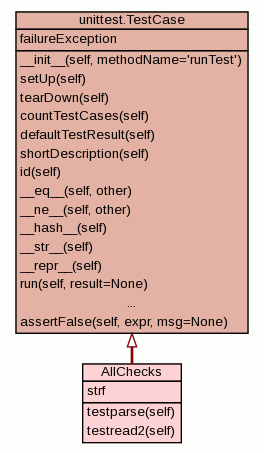 unittest.TestCase
failureException
__init__(self, methodName='runTest')
setUp(self)
tearDown(self)
countTestCases(self)
defaultTestResult(self)
shortDescription(self)
id(self)
__eq__(self, other)
__ne__(self, other)
__hash__(self)
__str__(self)
__repr__(self)
run(self, result=None)
...
assertFalse(self, expr, msg=None)
AllChecks
strf
testparse(self)
testread2(self)